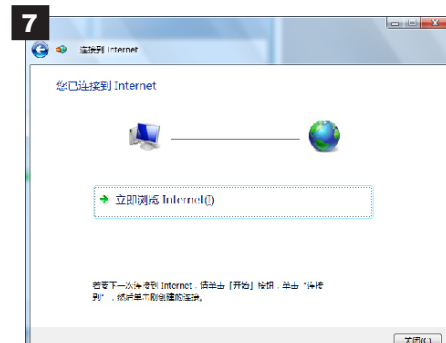 7
连接到 Internet
您已连接到 Internet
立即浏览 Internet(I)
若要下一次连接到 Internet，请单击「开始」按钮，单击“连接
到”，然后单击刚创建的连接。
关闭(C)